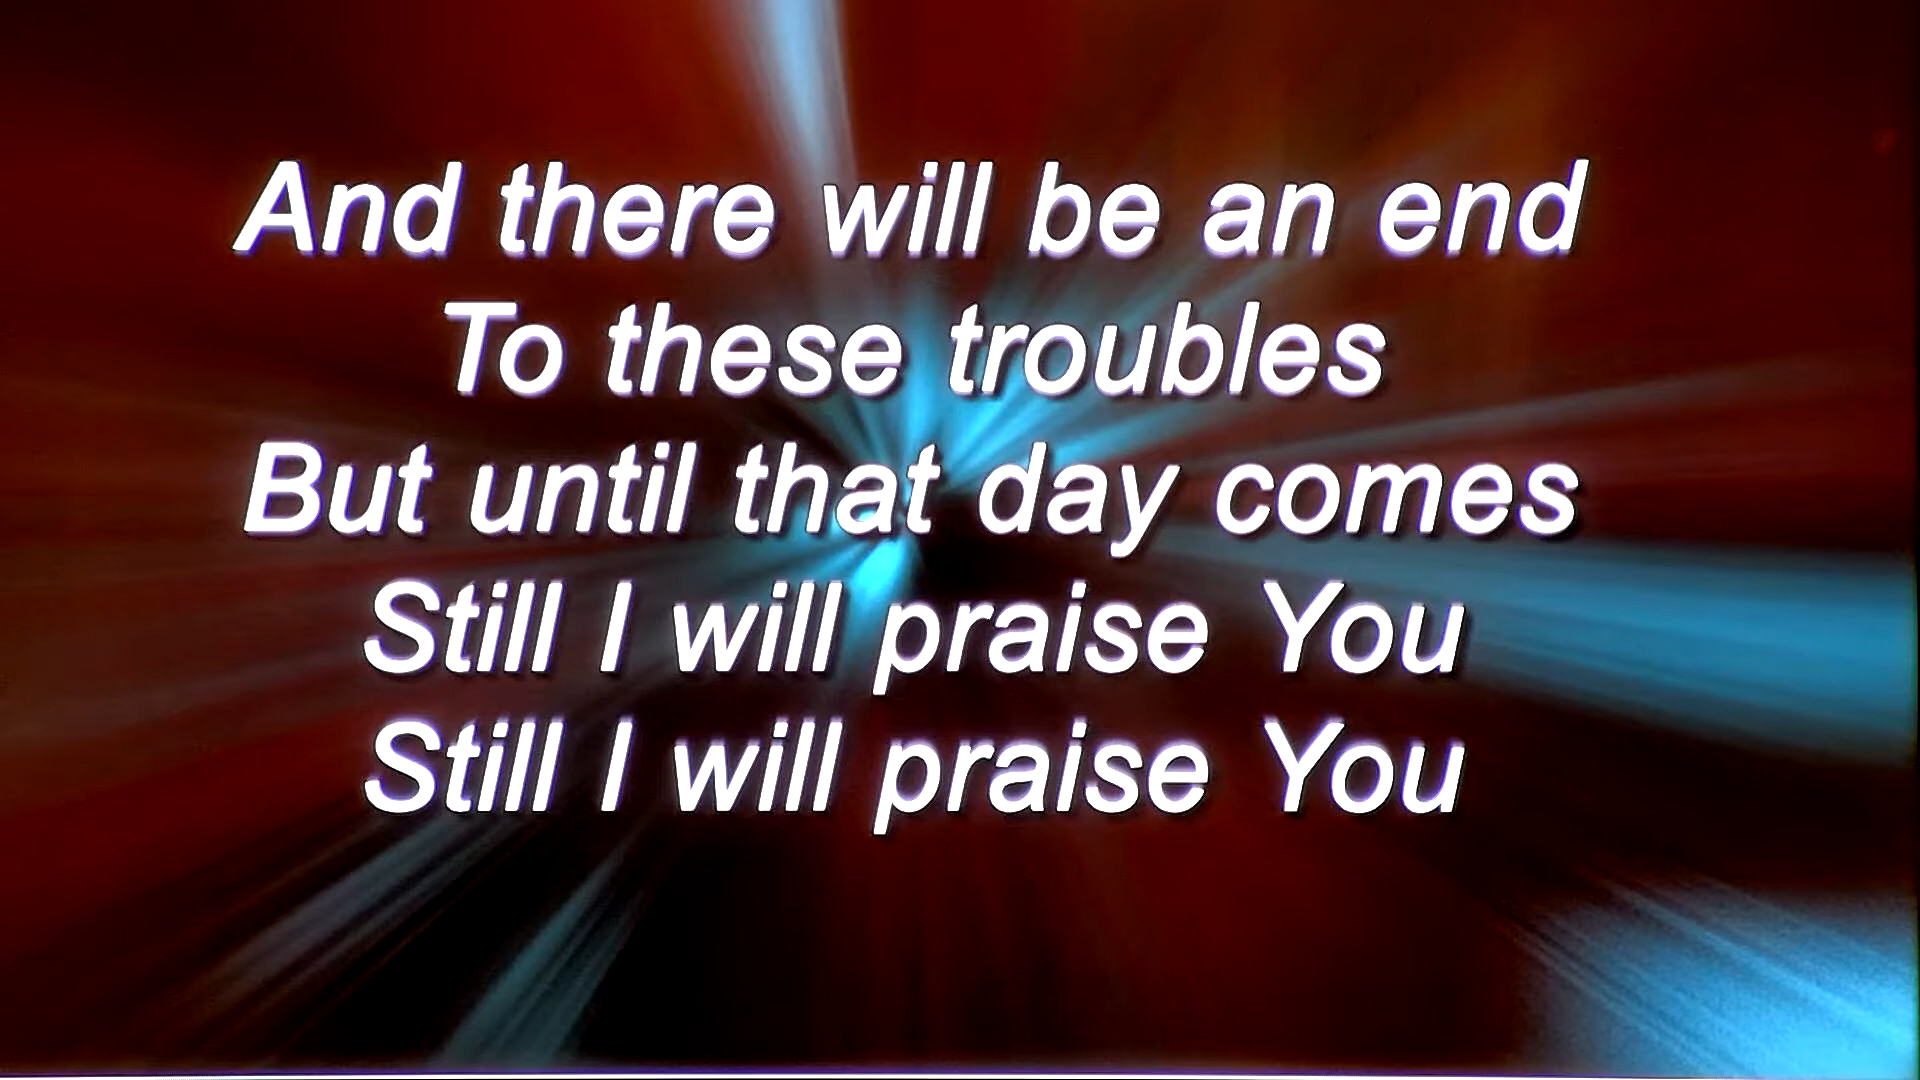 And there will be an end
To these troubles
But until that day comes
Still I will praise You
Still I will praise You